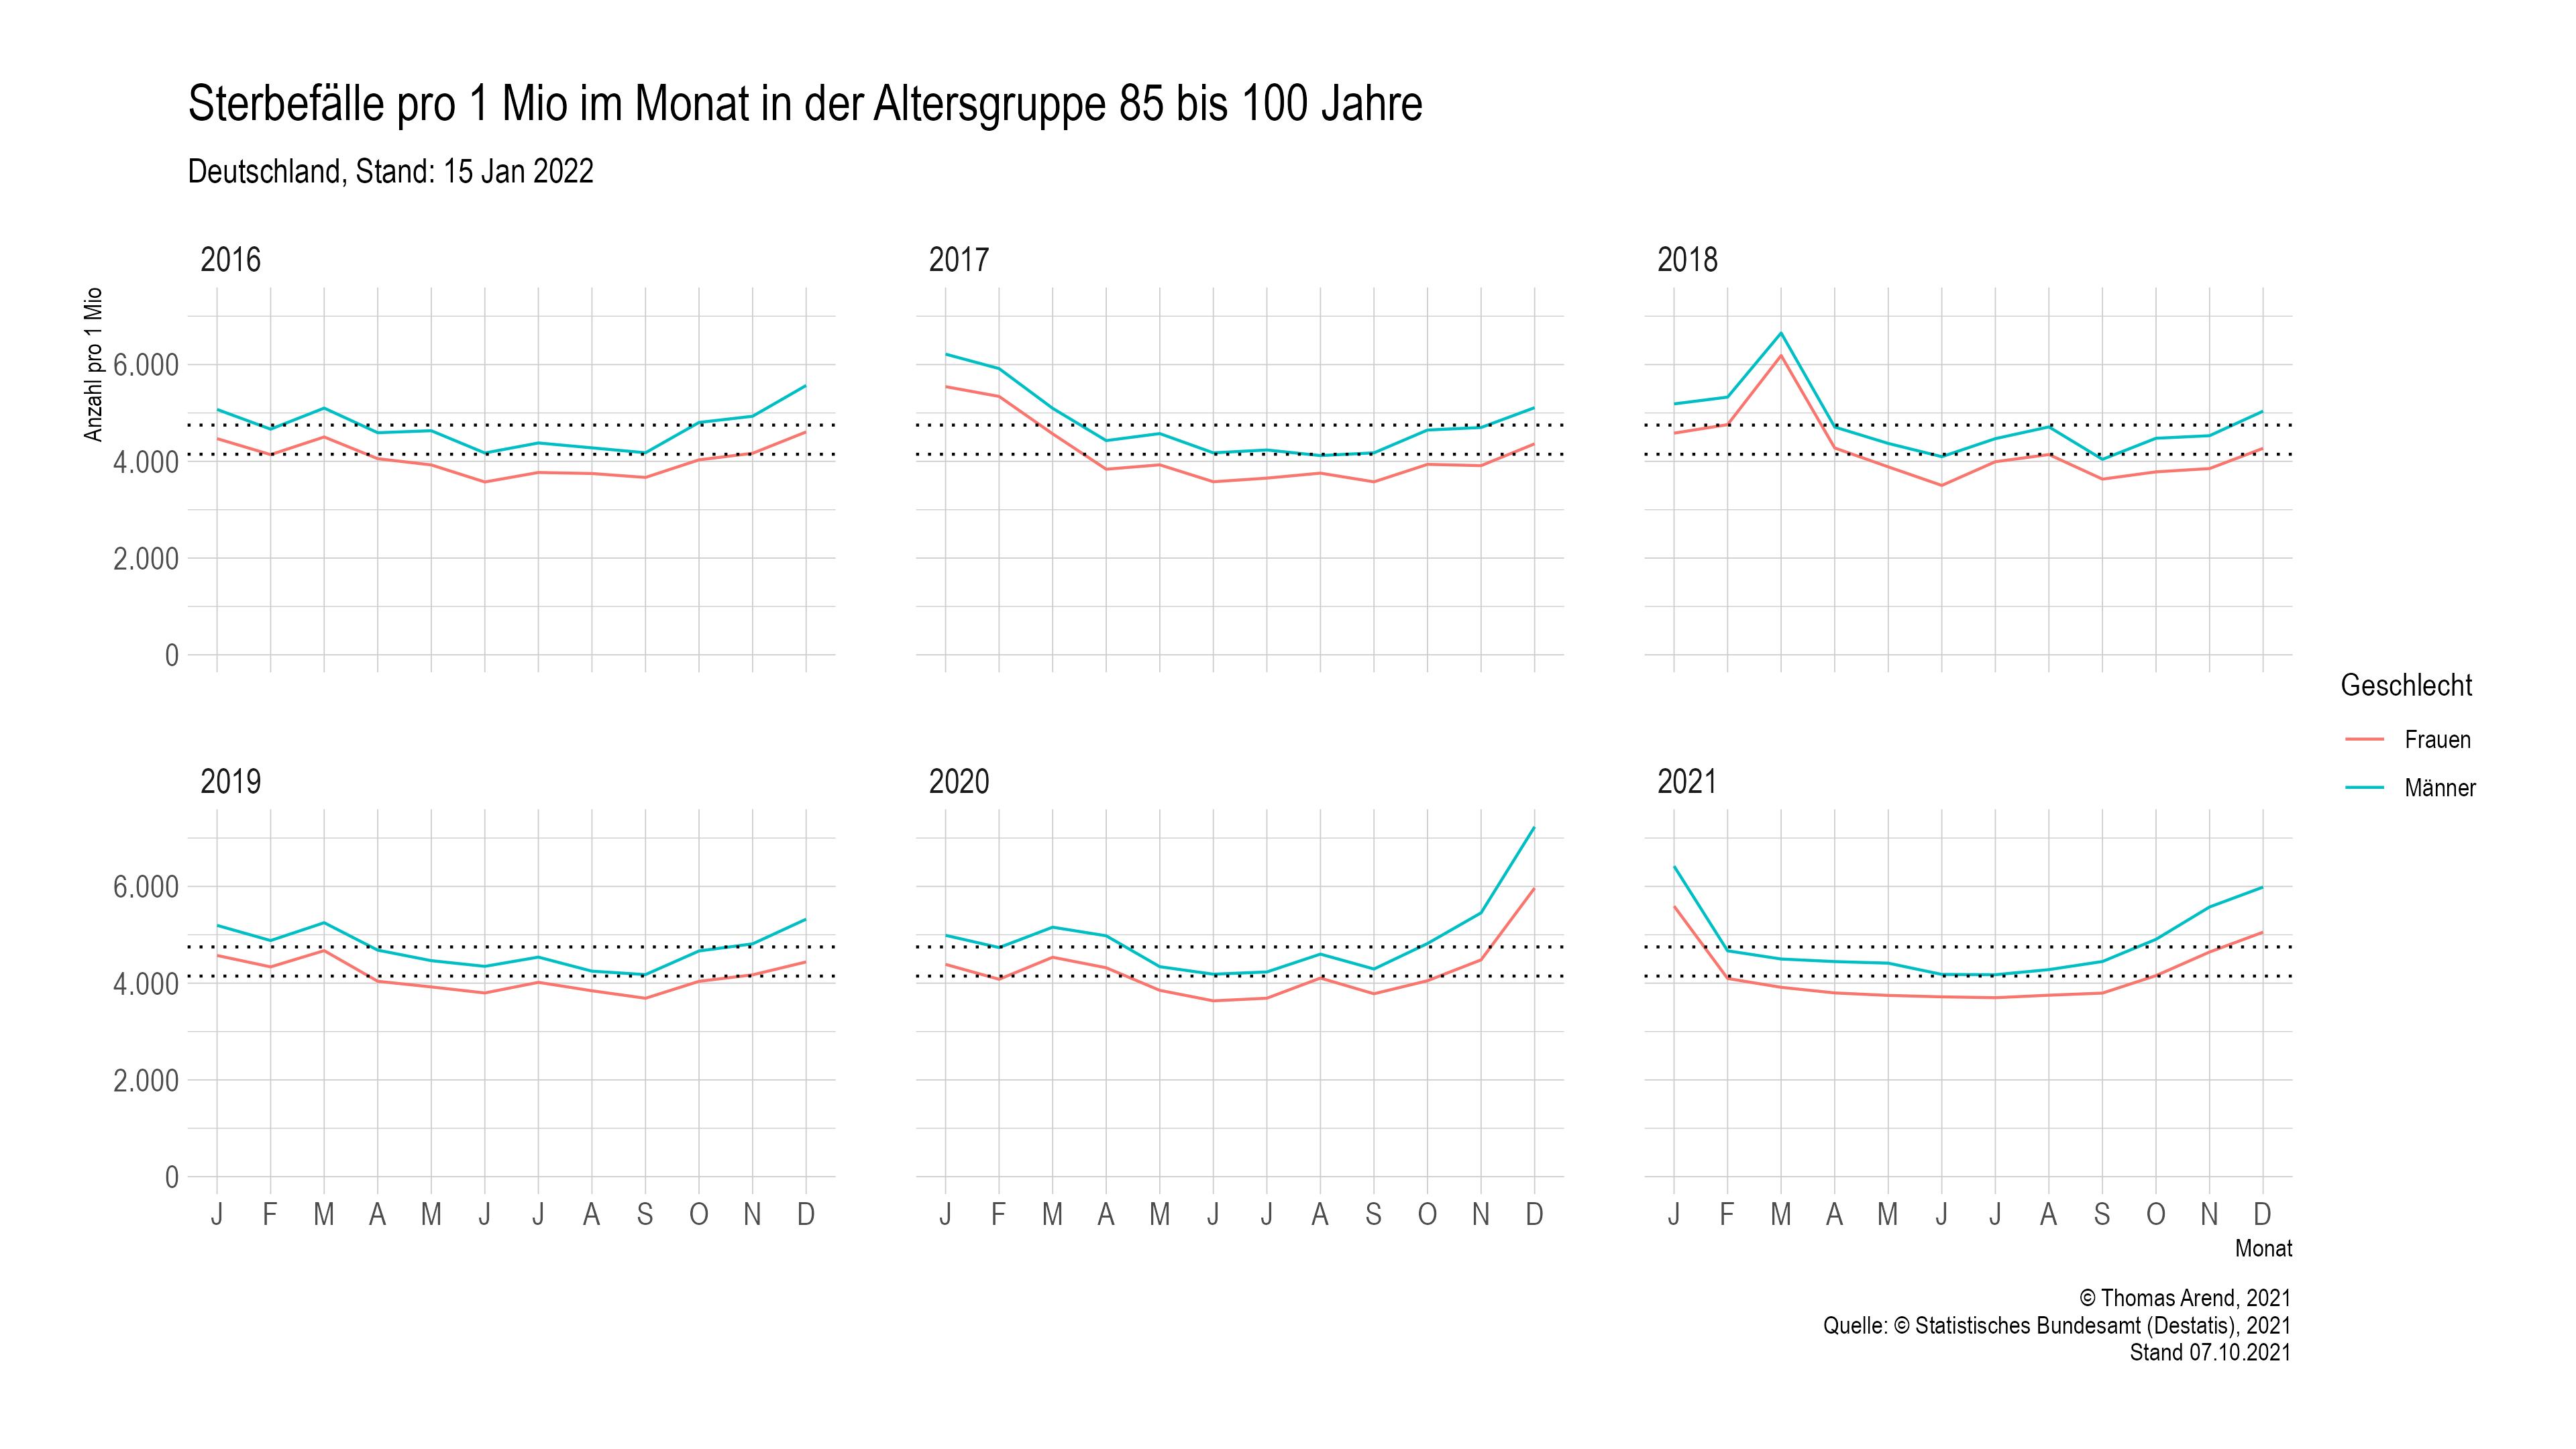 Sterbefälle pro 1 Mio im Monat in der Altersgruppe 85 bis 100 Jahre
Deutschland, Stand: 15 Jan 2022
2016
2017
2018
Anzahl pro 1 Mio
6.000
4.000
2.000
0
Geschlecht
Frauen
Männer
2019
2020
2021
6.000
4.000
2.000
0
J F M A M J J A S O N D
J F M A M J J A S O N D
J F M A M J J A S O N D
Monat
© Thomas Arend, 2021
Quelle: © Statistisches Bundesamt (Destatis), 2021
Stand 07.10.2021